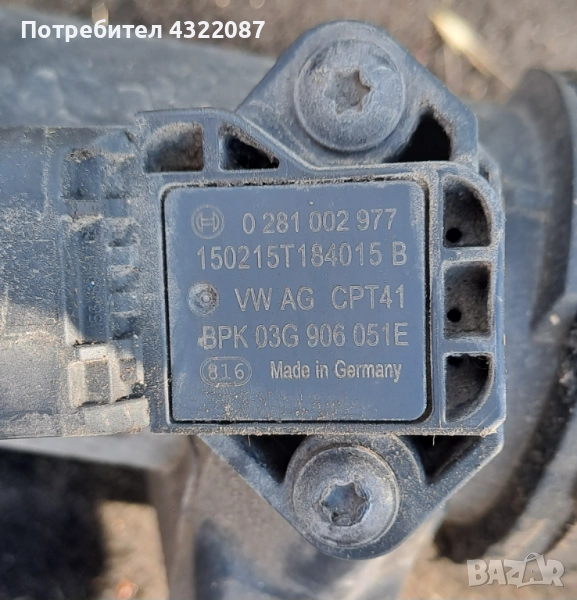 Потребител 4322087
0 281 002 977
150215T184015 B
VW AG CPT41
BPK 03G 906 051E
816 Made in Germany
BAZAR